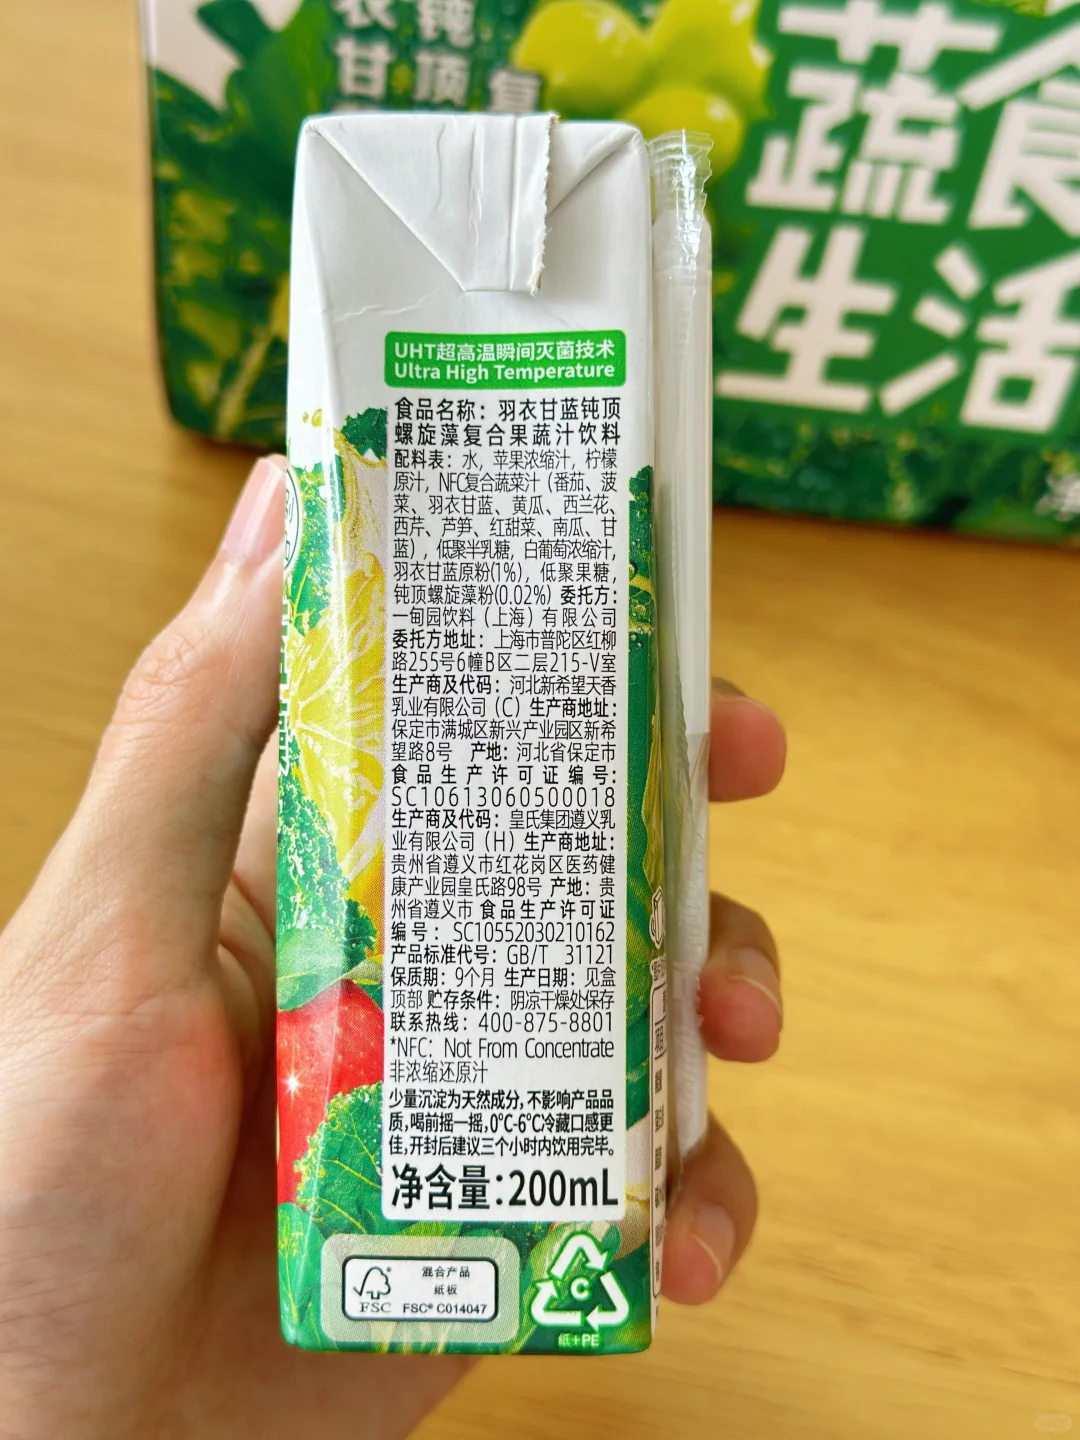 衣 钝
甘 顶
复
蔬食
生活
UHT超高温瞬间灭菌技术
Ultra High Temperature
食品名称：羽衣甘蓝钝顶
螺旋藻复合果蔬汁饮料
配料表：水，苹果浓缩汁，柠檬
原汁，NFC复合蔬菜汁（番茄、菠
菜、羽衣甘蓝、黄瓜、西兰花、
西芹、芦笋、红甜菜、南瓜、甘
蓝），低聚半乳糖，白葡萄浓缩汁，
羽衣甘蓝原粉(1%)，低聚果糖，
钝顶螺旋藻粉(0.02%) 委托方：
一甸园饮料（上海）有限公司
委托方地址：上海市普陀区红柳
路255号6幢B区二层215-V室
生产商及代码：河北新希望天香
乳业有限公司（C）生产商地址：
保定市满城区新兴产业园区新希
望路8号 产地：河北省保定市
食品生产许可证编号：
SC10613060500018
生产商及代码：皇氏集团遵义乳
业有限公司（H）生产商地址：
贵州省遵义市红花岗区医药健
康产业园皇氏路98号 产地：贵
州省遵义市 食品生产许可证
编号：SC10552030210162
产品标准代号：GB/T 31121
保质期：9个月 生产日期：见盒
顶部 贮存条件：阴凉干燥处保存
联系热线：400-875-8801
*NFC：Not From Concentrate
非浓缩还原汁
少量沉淀为天然成分，不影响产品品
质，喝前摇一摇，0°C-6°C冷藏口感更
佳，开封后建议三个小时内饮用完毕。
净含量：200mL
混合产品
纸板
FSC FSC® C014047
C
纸+PE